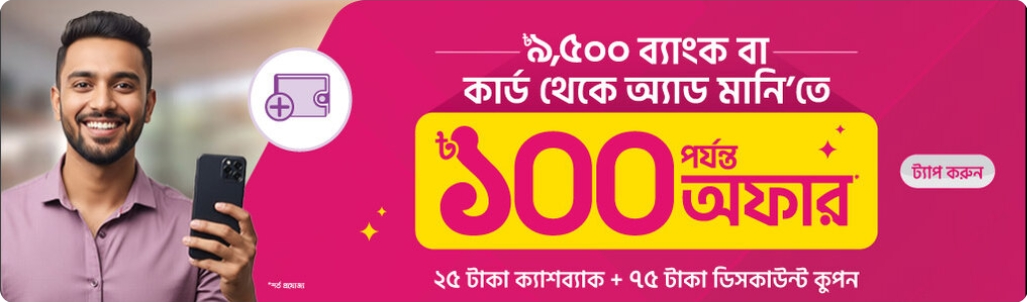 ৳৯,৫০০ ব্যাংক বা
কার্ড থেকে অ্যাড মানি’তে
৳১০০ পর্যন্ত
অফার*
ট্যাপ করুন
২৫ টাকা ক্যাশব্যাক + ৭৫ টাকা ডিসকাউন্ট কুপন
*শর্ত প্রযোজ্য